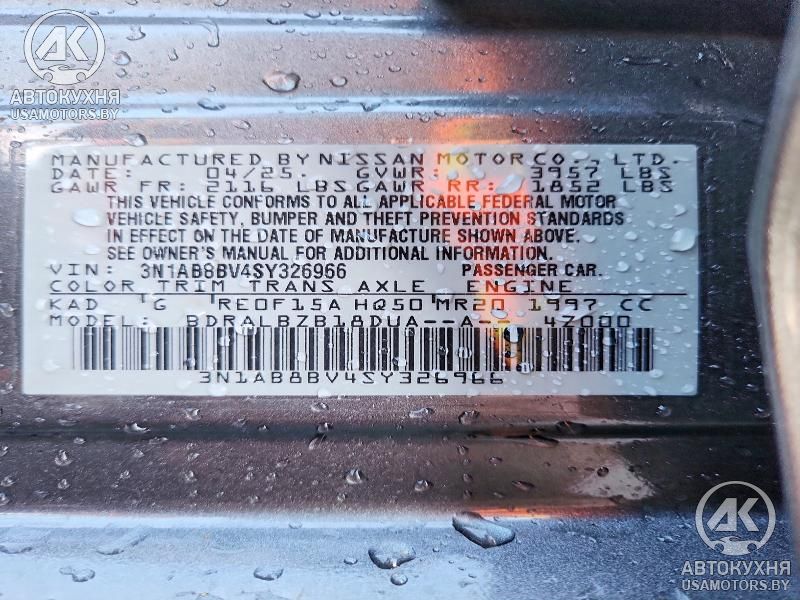 АК
АВТОКУХНЯ
USAMOTORS.BY
MANUFACTURED BY NISSAN MOTOR CO., LTD.
DATE: 04/25. GVWR: 3957 LBS
GAWR FR: 2116 LBS GAWR RR: 1852 LBS
THIS VEHICLE CONFORMS TO ALL APPLICABLE FEDERAL MOTOR
VEHICLE SAFETY, BUMPER AND THEFT PREVENTION STANDARDS
IN EFFECT ON THE DATE OF MANUFACTURE SHOWN ABOVE.
SEE OWNER'S MANUAL FOR ADDITIONAL INFORMATION.
VIN: 3N1AB8BV4SY326966 PASSENGER CAR.
COLOR TRIM TRANS AXLE ENGINE
KAD G RE0F15A HQ50 MR20 1997 CC
MODEL: BDRALBZB18DUA--A-- 4Z000
3N1AB8BV4SY326966
АК
АВТОКУХНЯ
USAMOTORS.BY